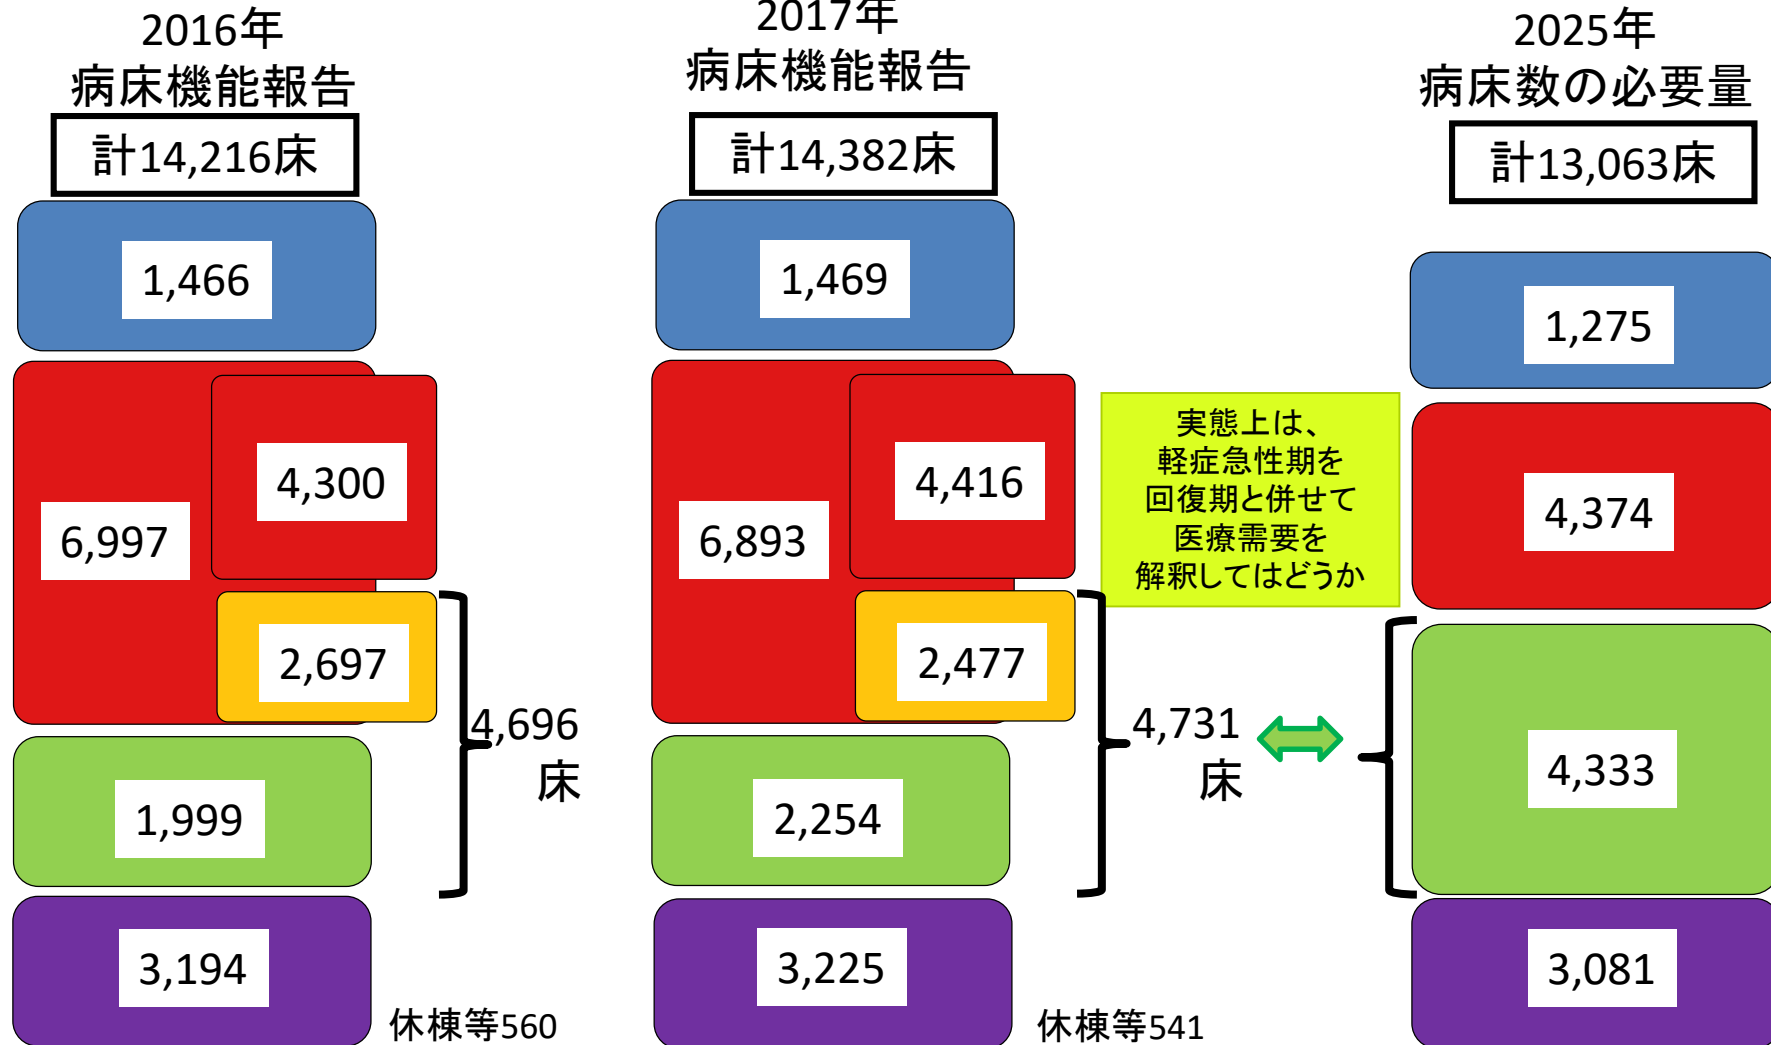 2016年
病床機能報告
計14,216床
1,466
6,997
4,300
2,697
4,696
床
1,999
3,194
休棟等560
2017年
病床機能報告
計14,382床
1,469
6,893
4,416
2,477
4,731
床
2,254
3,225
休棟等541
実態上は、
軽症急性期を
回復期と併せて
医療需要を
解釈してはどうか
2025年
病床数の必要量
計13,063床
1,275
4,374
4,333
3,081